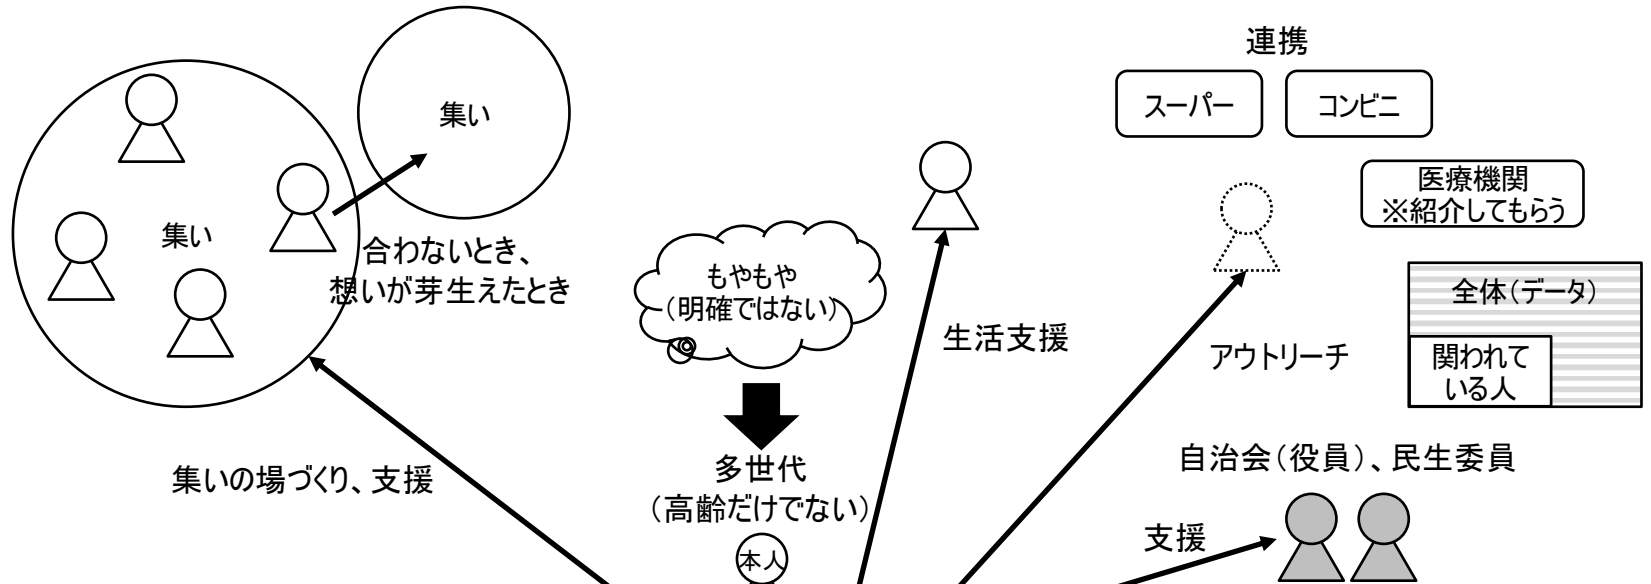 連携
スーパー
コンビニ
集い
医療機関
※紹介してもらう
集い
合わないとき、
想いが芽生えたとき
もやもや
(明確ではない)
生活支援
アウトリーチ
全体(データ)
関われて
いる人
集いの場づくり、支援
多世代
(高齢だけでない)
自治会(役員)、民生委員
支援
本人